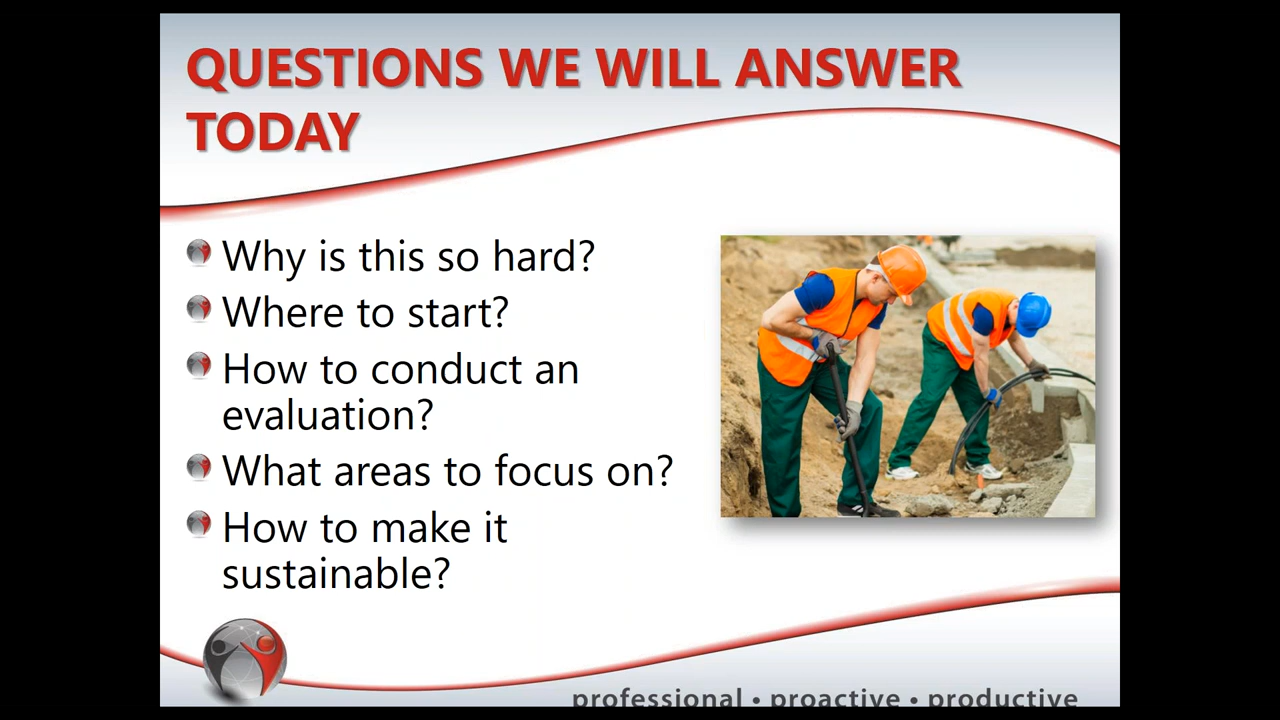 QUESTIONS WE WILL ANSWER
TODAY
Why is this so hard?
Where to start?
How to conduct an
evaluation?
What areas to focus on?
How to make it
sustainable?
professional • proactive • productive